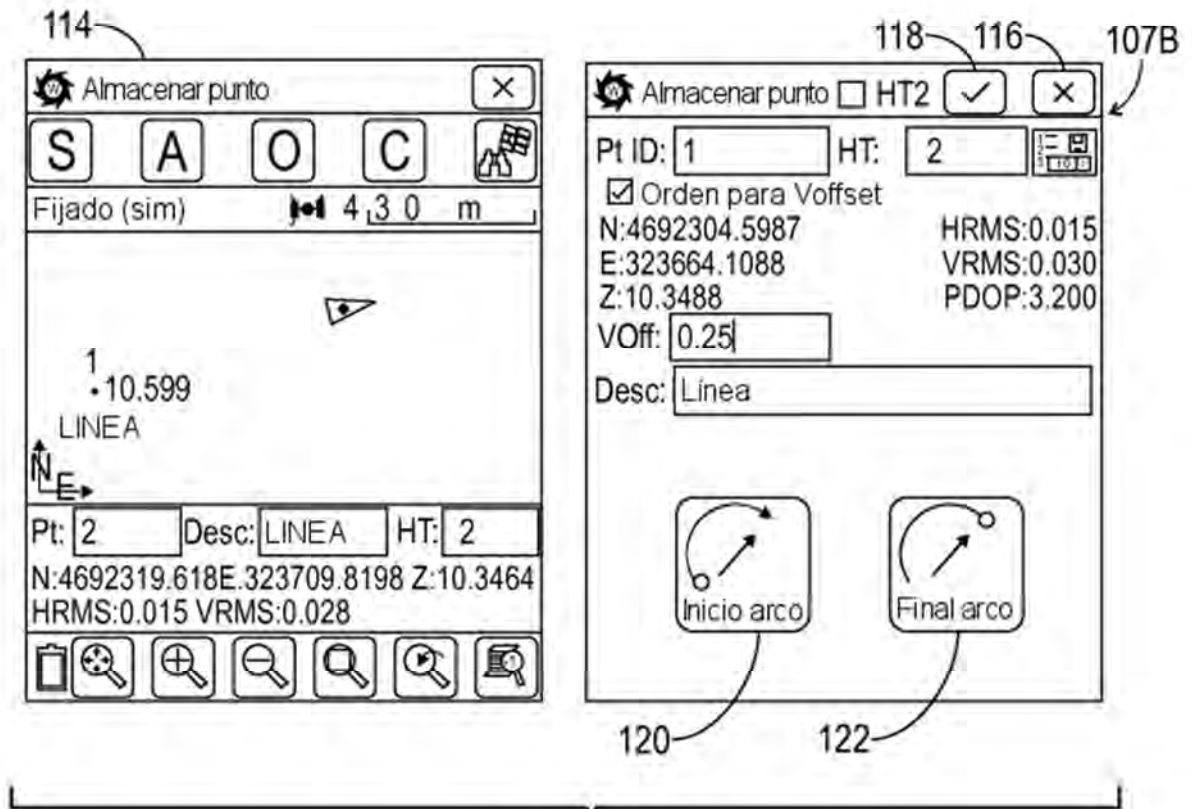 114
118 116 107B
Almacenar punto
S A O C
Fijado (sim) 4.3 0 m
1
.10.599
LINEA
N
E
Pt: 2 Desc: LINEA HT: 2
N:4692319.618E.323709.8198 Z:10.3464
HRMS:0.015 VRMS:0.028
Almacenar punto HT2
Pt ID: 1 HT: 2
Orden para Voffset
N:4692304.5987 HRMS:0.015
E:323664.1088 VRMS:0.030
Z:10.3488 PDOP:3.200
VOff: 0.25
Desc: Línea
Inicio arco Final arco
120 122